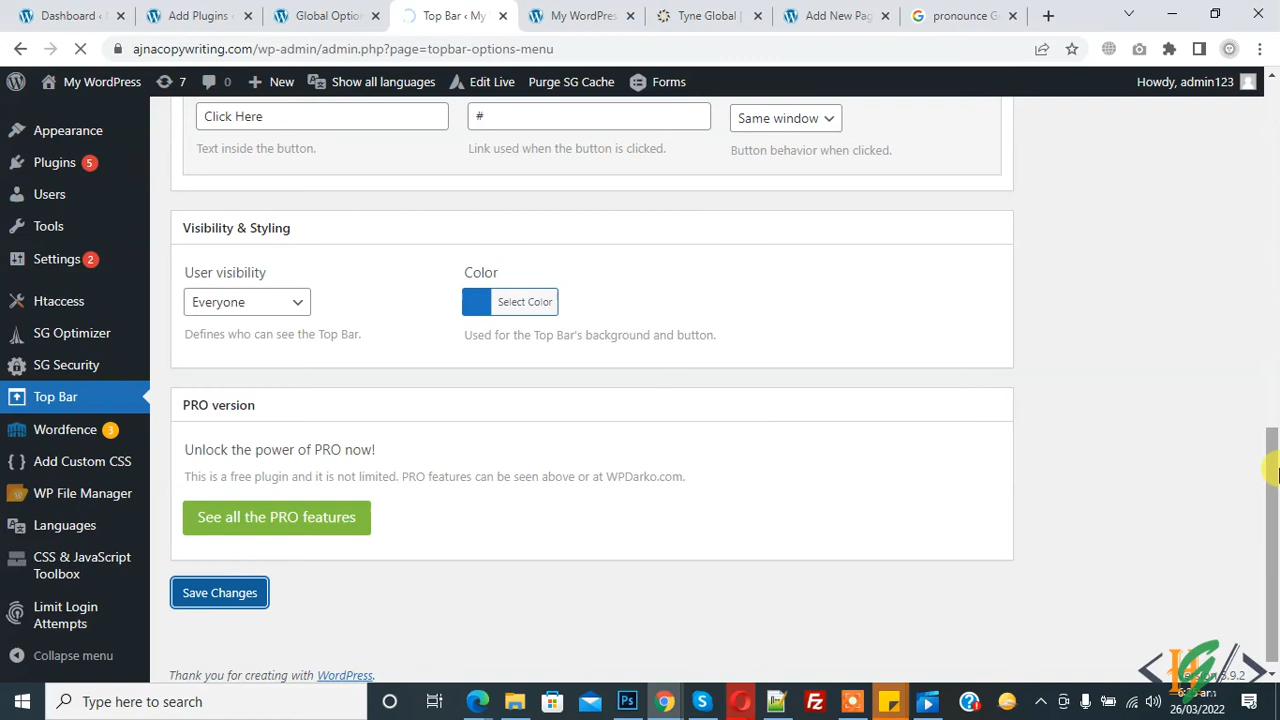 Dashboard ‹
Add Plugins ‹
Global Optio
Top Bar ‹ My
My WordPres
Tyne Global |
Add New Pag
pronounce G
ajnacopywriting.com/wp-admin/admin.php?page=topbar-options-menu
My WordPress
7
0
New
Show all languages
Edit Live
Purge SG Cache
Forms
Howdy, admin123
Appearance
Plugins 5
Users
Tools
Settings 2
Htaccess
SG Optimizer
SG Security
Top Bar
Wordfence 3
Add Custom CSS
WP File Manager
Languages
CSS & JavaScript
Toolbox
Limit Login
Attempts
Collapse menu
Click Here
#
Same window
Text inside the button.
Link used when the button is clicked.
Button behavior when clicked.
Visibility & Styling
User visibility
Color
Everyone
Select Color
Defines who can see the Top Bar.
Used for the Top Bar's background and button.
PRO version
Unlock the power of PRO now!
This is a free plugin and it is not limited. PRO features can be seen above or at WPDarko.com.
See all the PRO features
Save Changes
Thank you for creating with WordPress.
Type here to search
26/03/2022